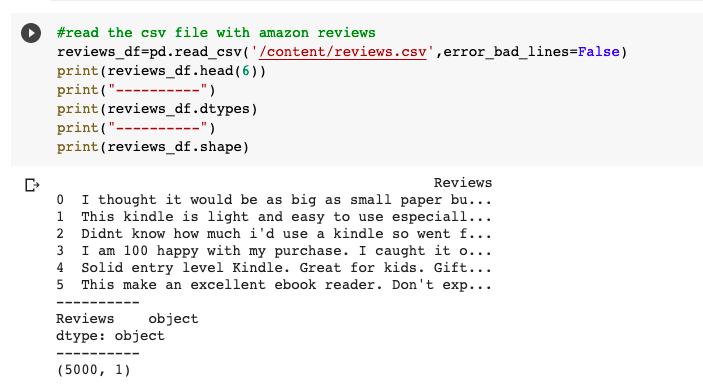 #read the csv file with amazon reviews
reviews_df=pd.read_csv('/content/reviews.csv',error_bad_lines=False)
print(reviews_df.head(6))
print("----------")
print(reviews_df.dtypes)
print("----------")
print(reviews_df.shape)
Reviews
0 I thought it would be as big as small paper bu...
1 This kindle is light and easy to use especiall...
2 Didnt know how much i'd use a kindle so went f...
3 I am 100 happy with my purchase. I caught it o...
4 Solid entry level Kindle. Great for kids. Gift...
5 This make an excellent ebook reader. Don't exp...
----------
Reviews object
dtype: object
----------
(5000, 1)